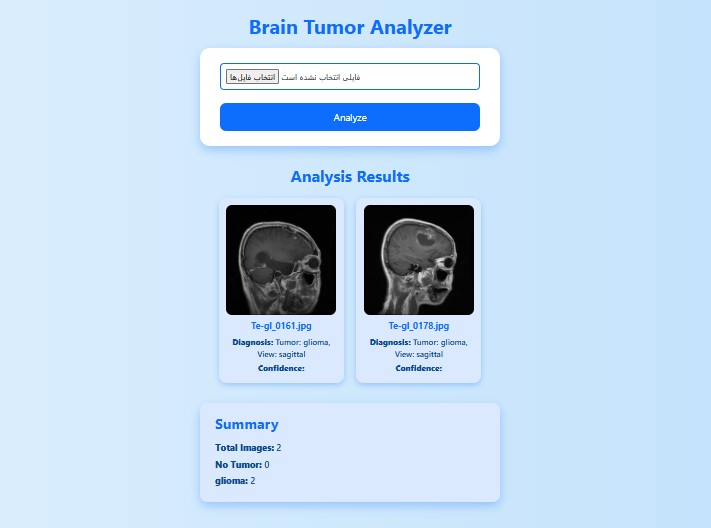 Brain Tumor Analyzer
انتخاب فایل‌ها فایلی انتخاب نشده است
Analyze
Analysis Results
Te-gl_0161.jpg
Diagnosis: Tumor: glioma,
View: sagittal
Confidence:
Te-gl_0178.jpg
Diagnosis: Tumor: glioma,
View: sagittal
Confidence:
Summary
Total Images: 2
No Tumor: 0
glioma: 2